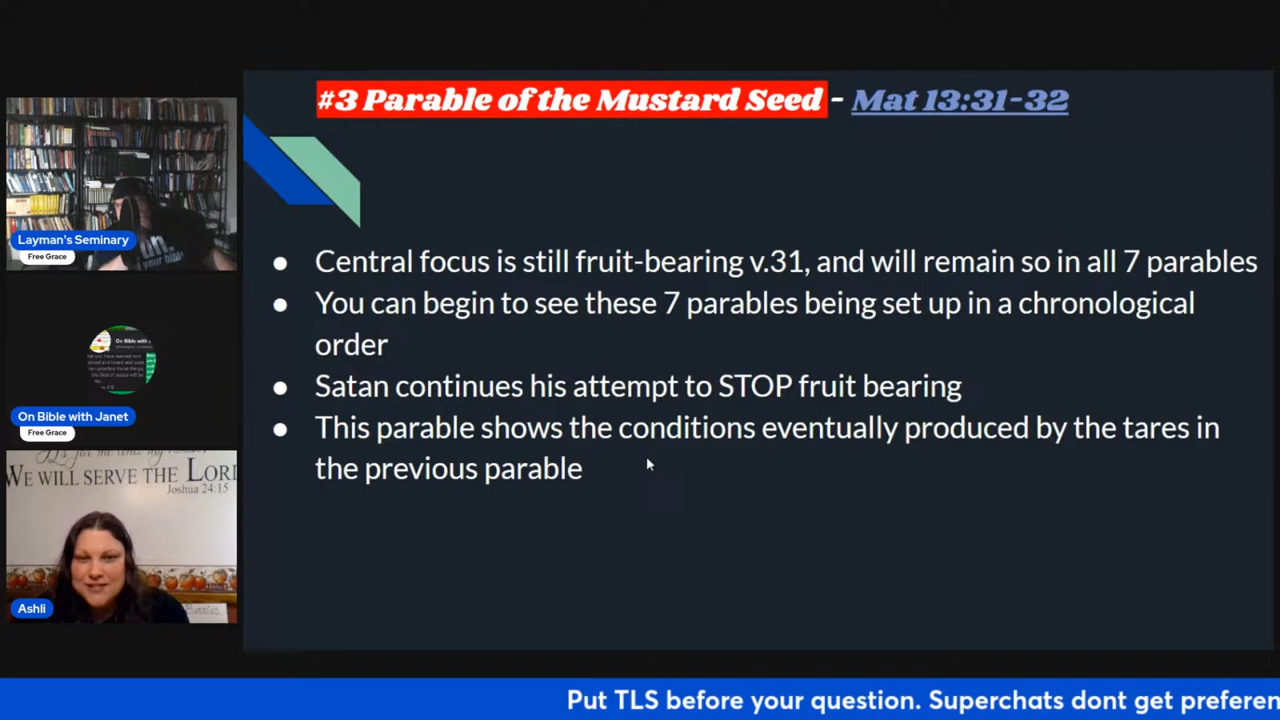 #3 Parable of the Mustard Seed - Mat 13:31-32
Layman's Seminary
Free Grace
Central focus is still fruit-bearing v.31, and will remain so in all 7 parables
You can begin to see these 7 parables being set up in a chronological
order
Satan continues his attempt to STOP fruit bearing
This parable shows the conditions eventually produced by the tares in
the previous parable
On Bible with Janet
Free Grace
WE WILL SERVE THE LORD
Joshua 24:15
Ashli
Put TLS before your question. Superchats dont get preferen